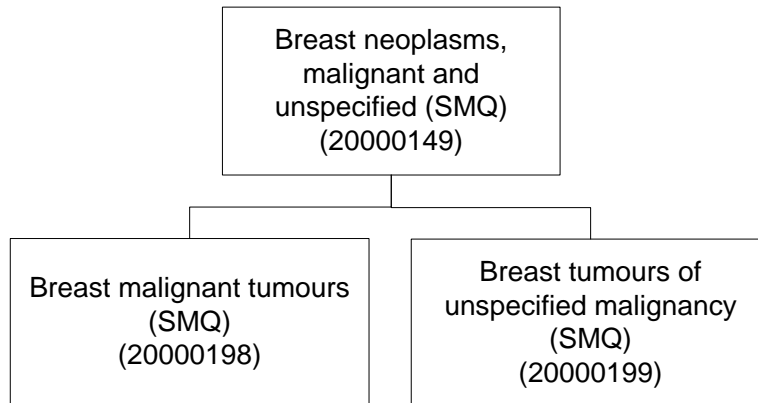 Breast neoplasms,
malignant and
unspecified (SMQ)
(20000149)
Breast malignant tumours
(SMQ)
(20000198)
Breast tumours of
unspecified malignancy
(SMQ)
(20000199)